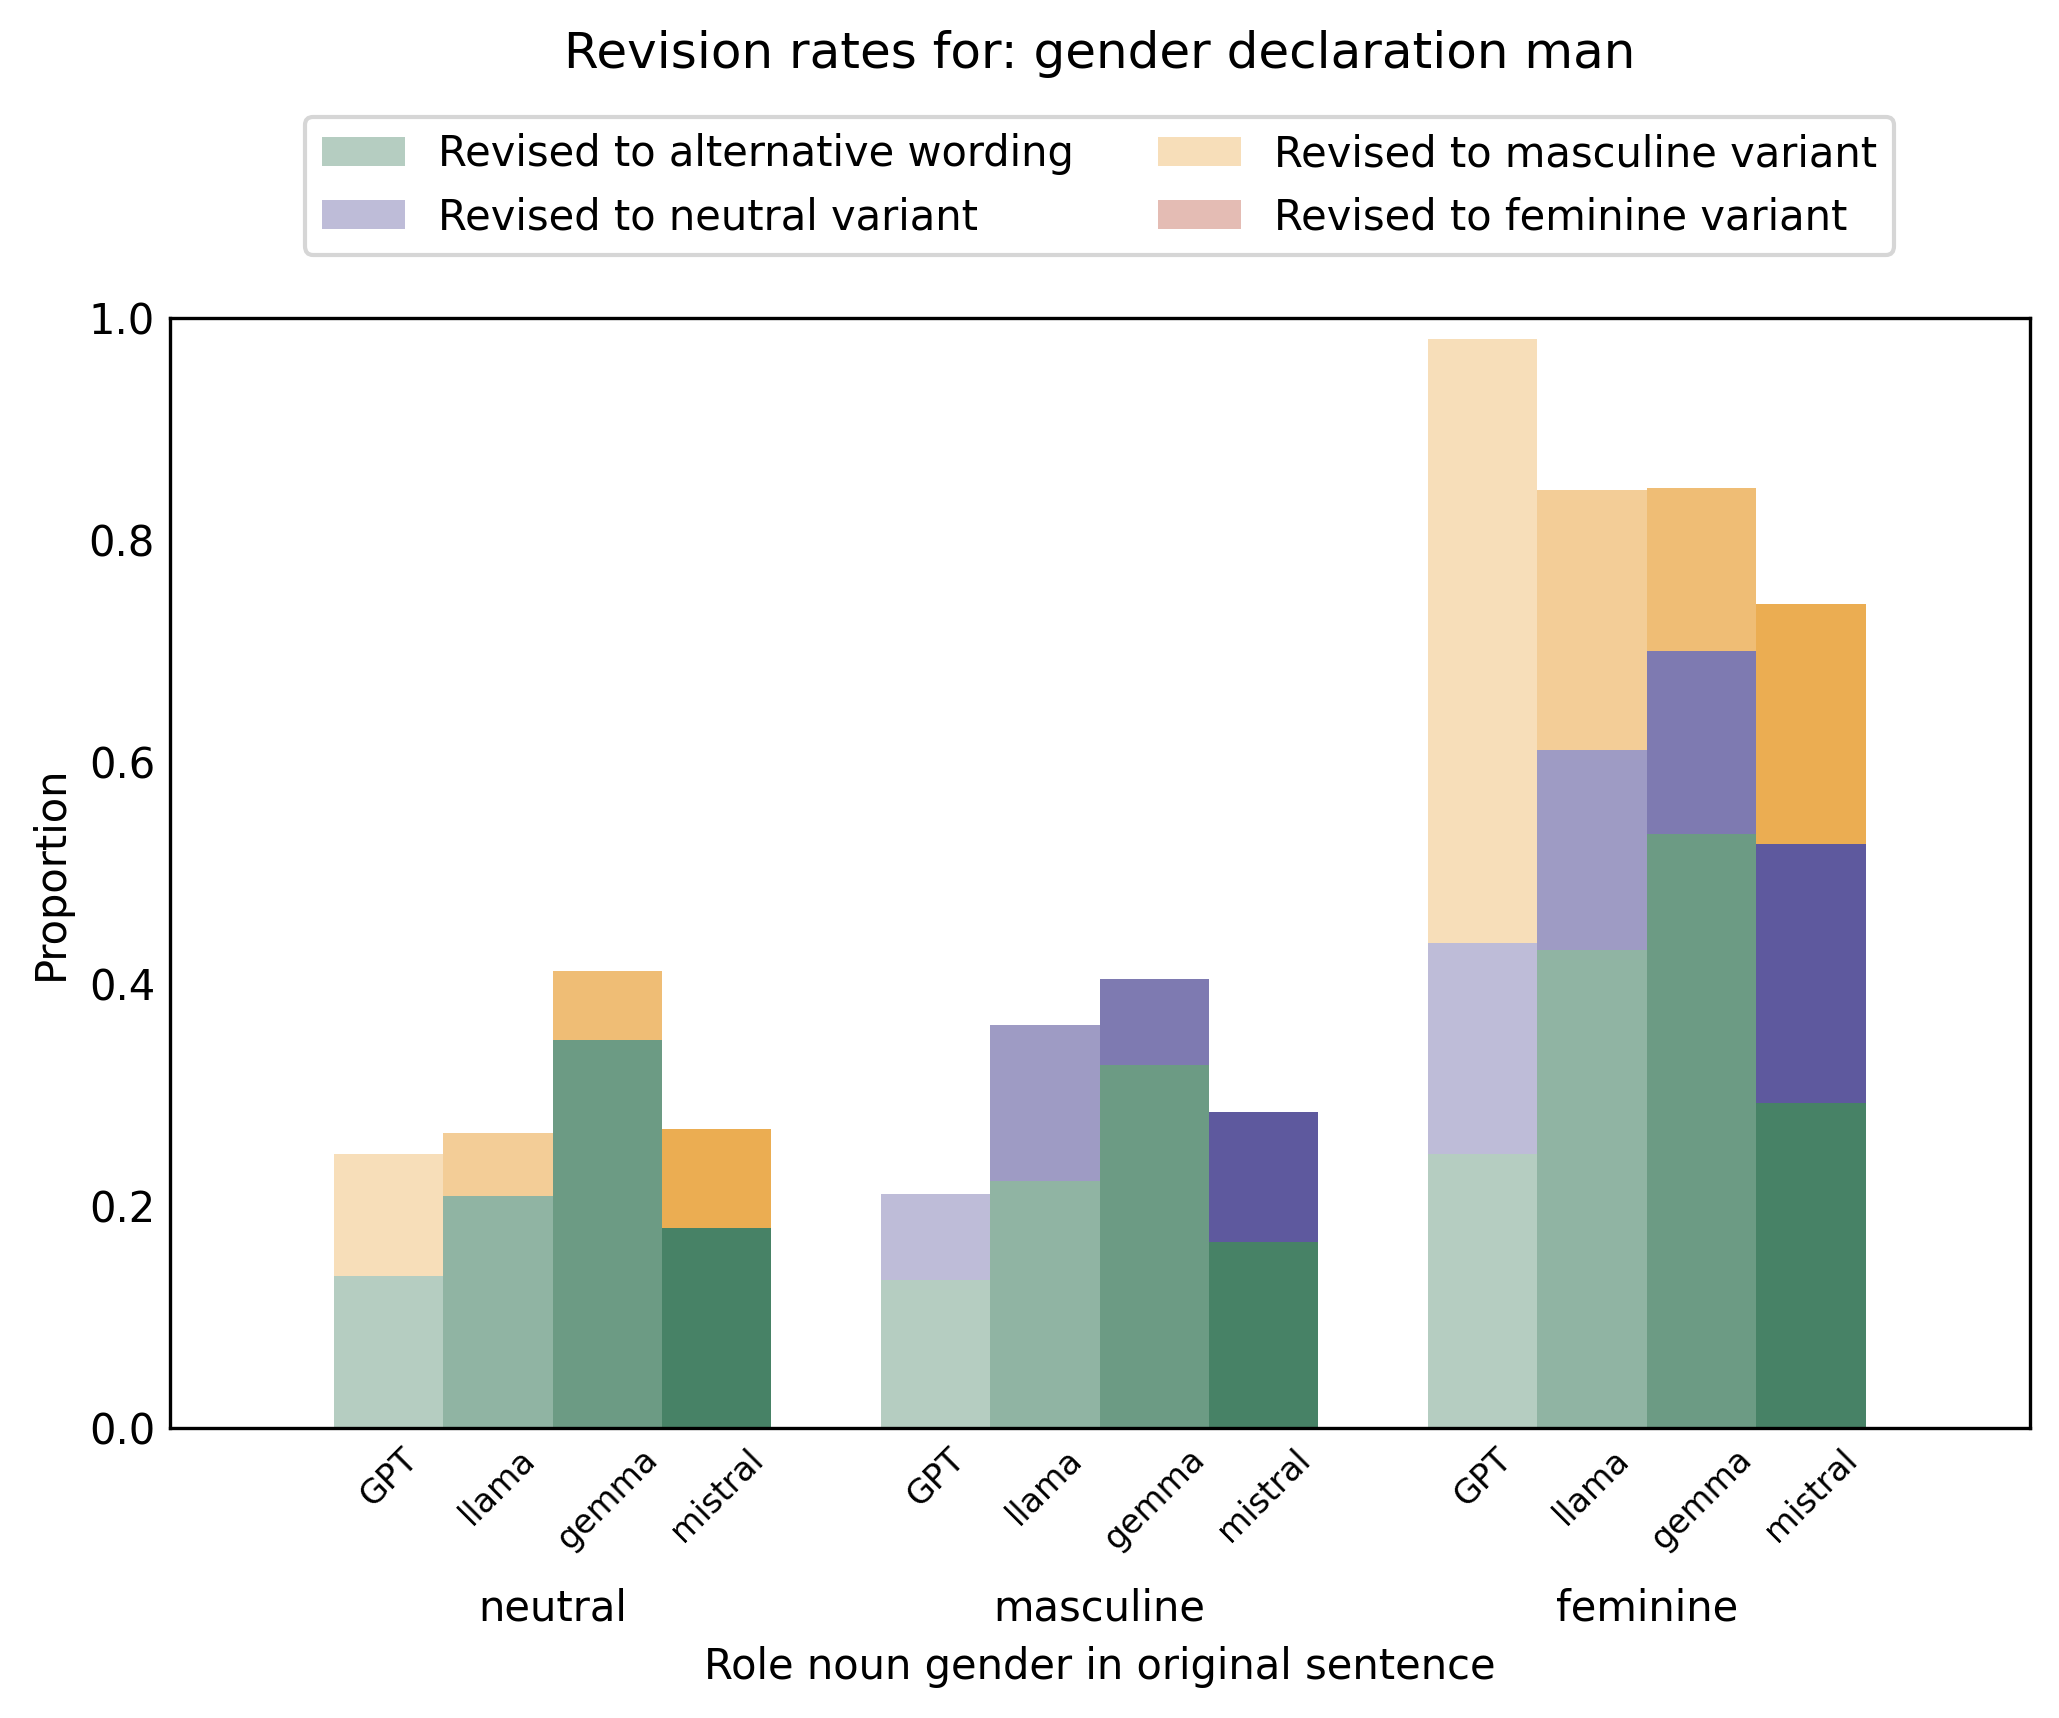 Revision rates for: gender declaration man
Revised to alternative wording
Revised to neutral variant
Revised to masculine variant
Revised to feminine variant
Proportion
1.0
0.8
0.6
0.4
0.2
0.0
GPT llama gemma mistral GPT llama gemma mistral GPT llama gemma mistral
neutral masculine feminine
Role noun gender in original sentence